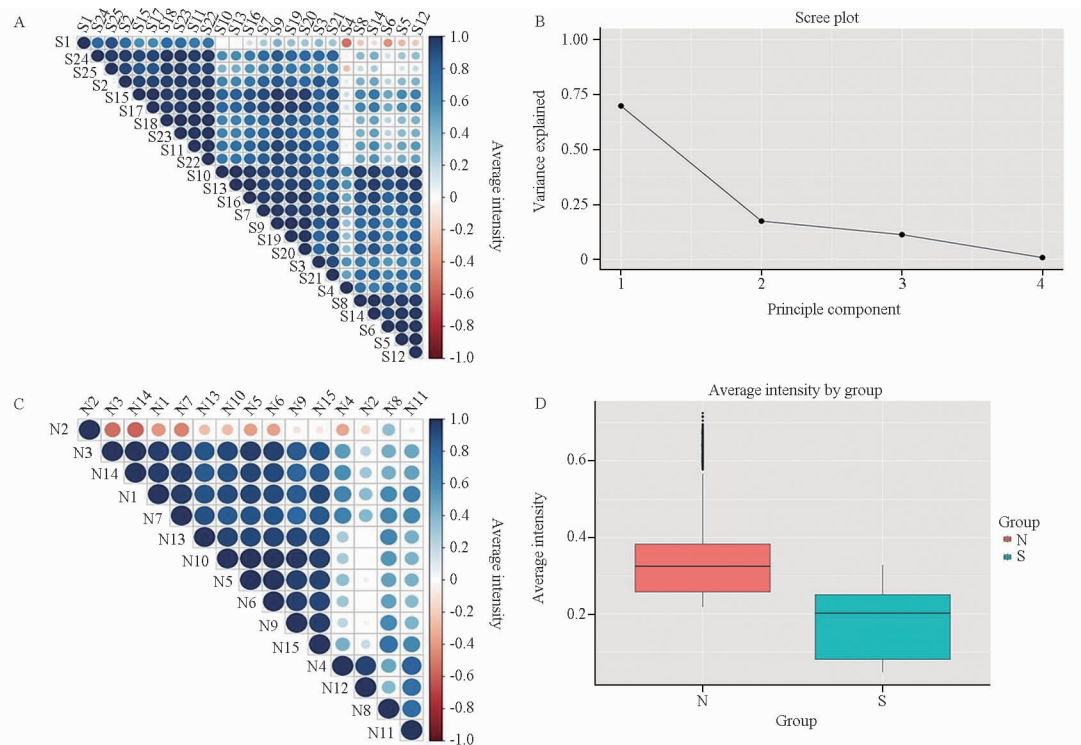 A
S1
S24
S25
S2
S15
S17
S18
S23
S11
S22
S10
S13
S16
S7
S9
S19
S20
S3
S21
S4
S8
S14
S6
S5
S12
S1
S24
S25
S2
S15
S17
S18
S23
S11
S22
S10
S13
S16
S7
S9
S19
S20
S3
S21
S4
S8
S14
S6
S5
S12
1.0
0.8
0.6
0.4
0.2
0
-0.2
-0.4
-0.6
-0.8
-1.0
Average intensity
B
Scree plot
1.00
0.75
0.50
0.25
0
Variance explained
1
2
3
4
Principle component
C
N2
N3
N14
N1
N7
N13
N10
N5
N6
N9
N15
N4
N2
N8
N11
N2
N3
N14
N1
N7
N13
N10
N5
N6
N9
N15
N4
N12
N8
N11
1.0
0.8
0.6
0.4
0.2
0
-0.2
-0.4
-0.6
-0.8
-1.0
Average intensity
D
Average intensity by group
0.6
0.4
0.2
Average intensity
N
S
Group
Group
N
S